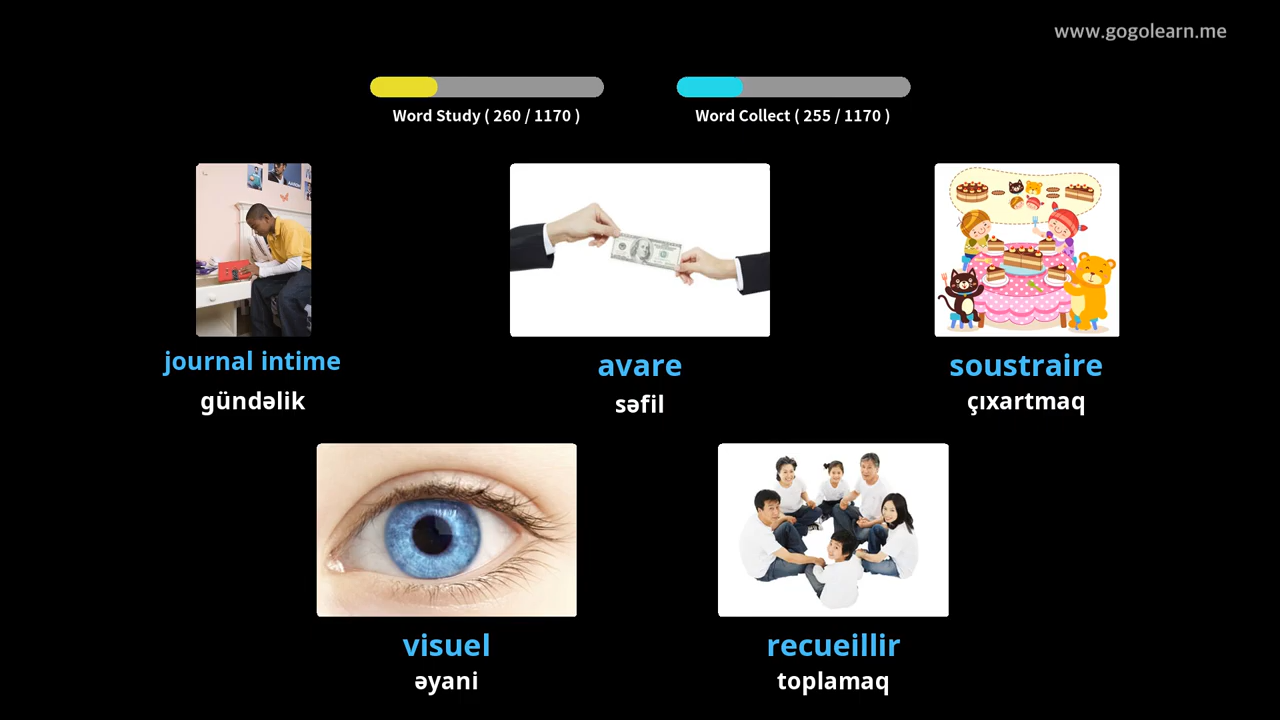 www.gogolearn.me
Word Study ( 260 / 1170 )
Word Collect ( 255 / 1170 )
journal intime
gündəlik
avare
səfil
soustraire
çıxartmaq
visuel
əyani
recueillir
toplamaq